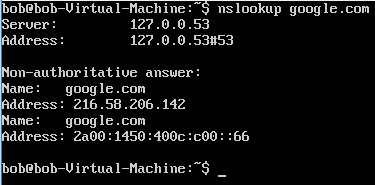 bob@bob-Virtual-Machine:~$ nslookup google.com
Server:         127.0.0.53
Address:        127.0.0.53#53

Non-authoritative answer:
Name:   google.com
Address: 216.58.206.142
Name:   google.com
Address: 2a00:1450:400c:c00::66

bob@bob-Virtual-Machine:~$ _